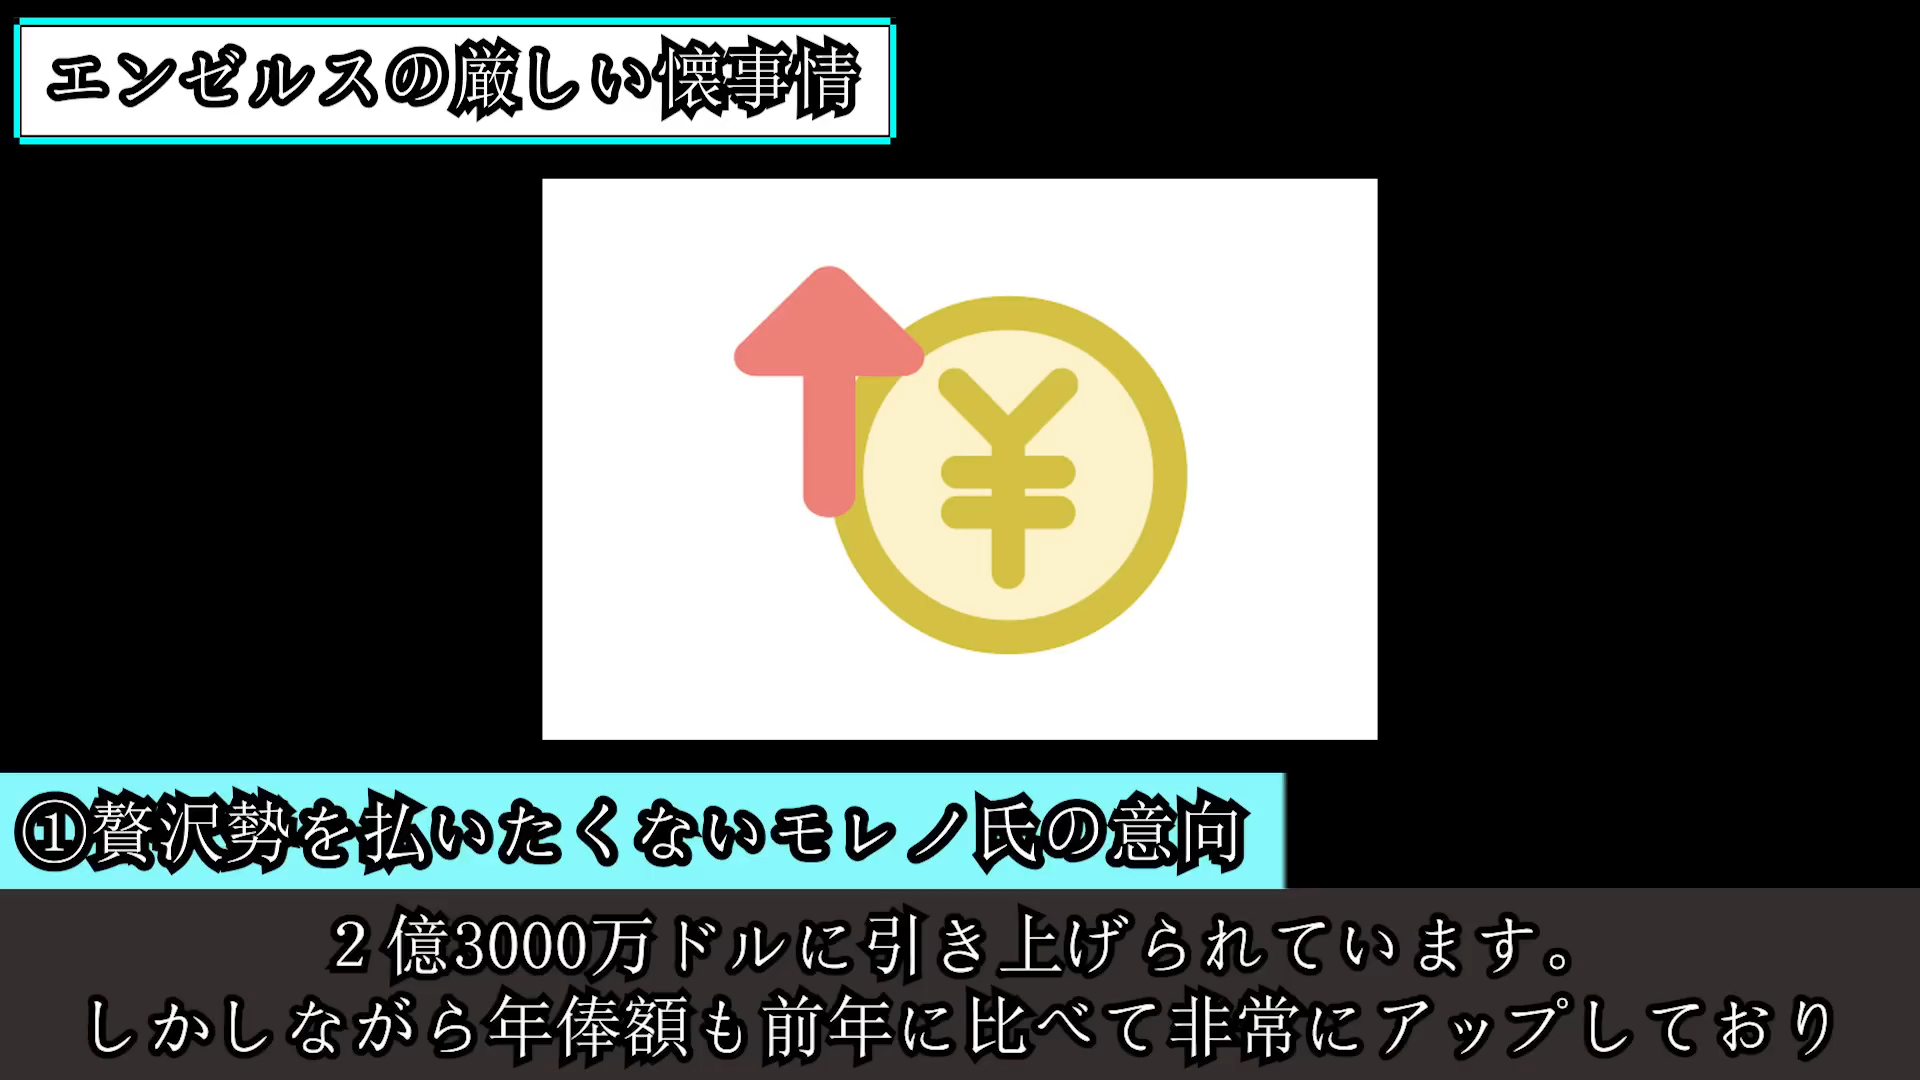 エンゼルスの厳しい懐事情
¥
①贅沢勢を払いたくないモレノ氏の意向
２億3000万ドルに引き上げられています。
しかしながら年俸額も前年に比べて非常にアップしており